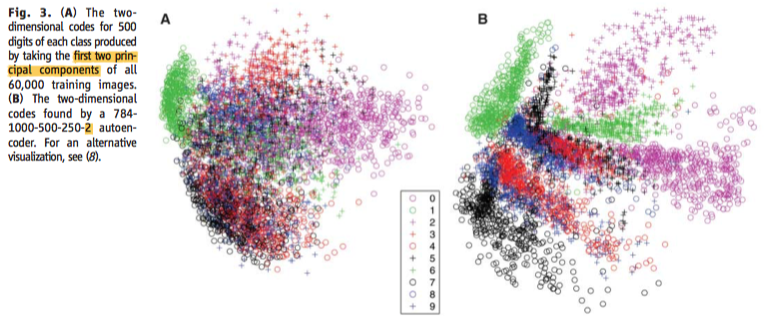 Fig. 3. (A) The two-
dimensional codes for 500
digits of each class produced
by taking the first two prin-
cipal components of all
60,000 training images.
(B) The two-dimensional
codes found by a 784-
1000-500-250-2 autoen-
coder. For an alternative
visualization, see (8).
A
B
0
1
2
3
4
5
6
7
8
9